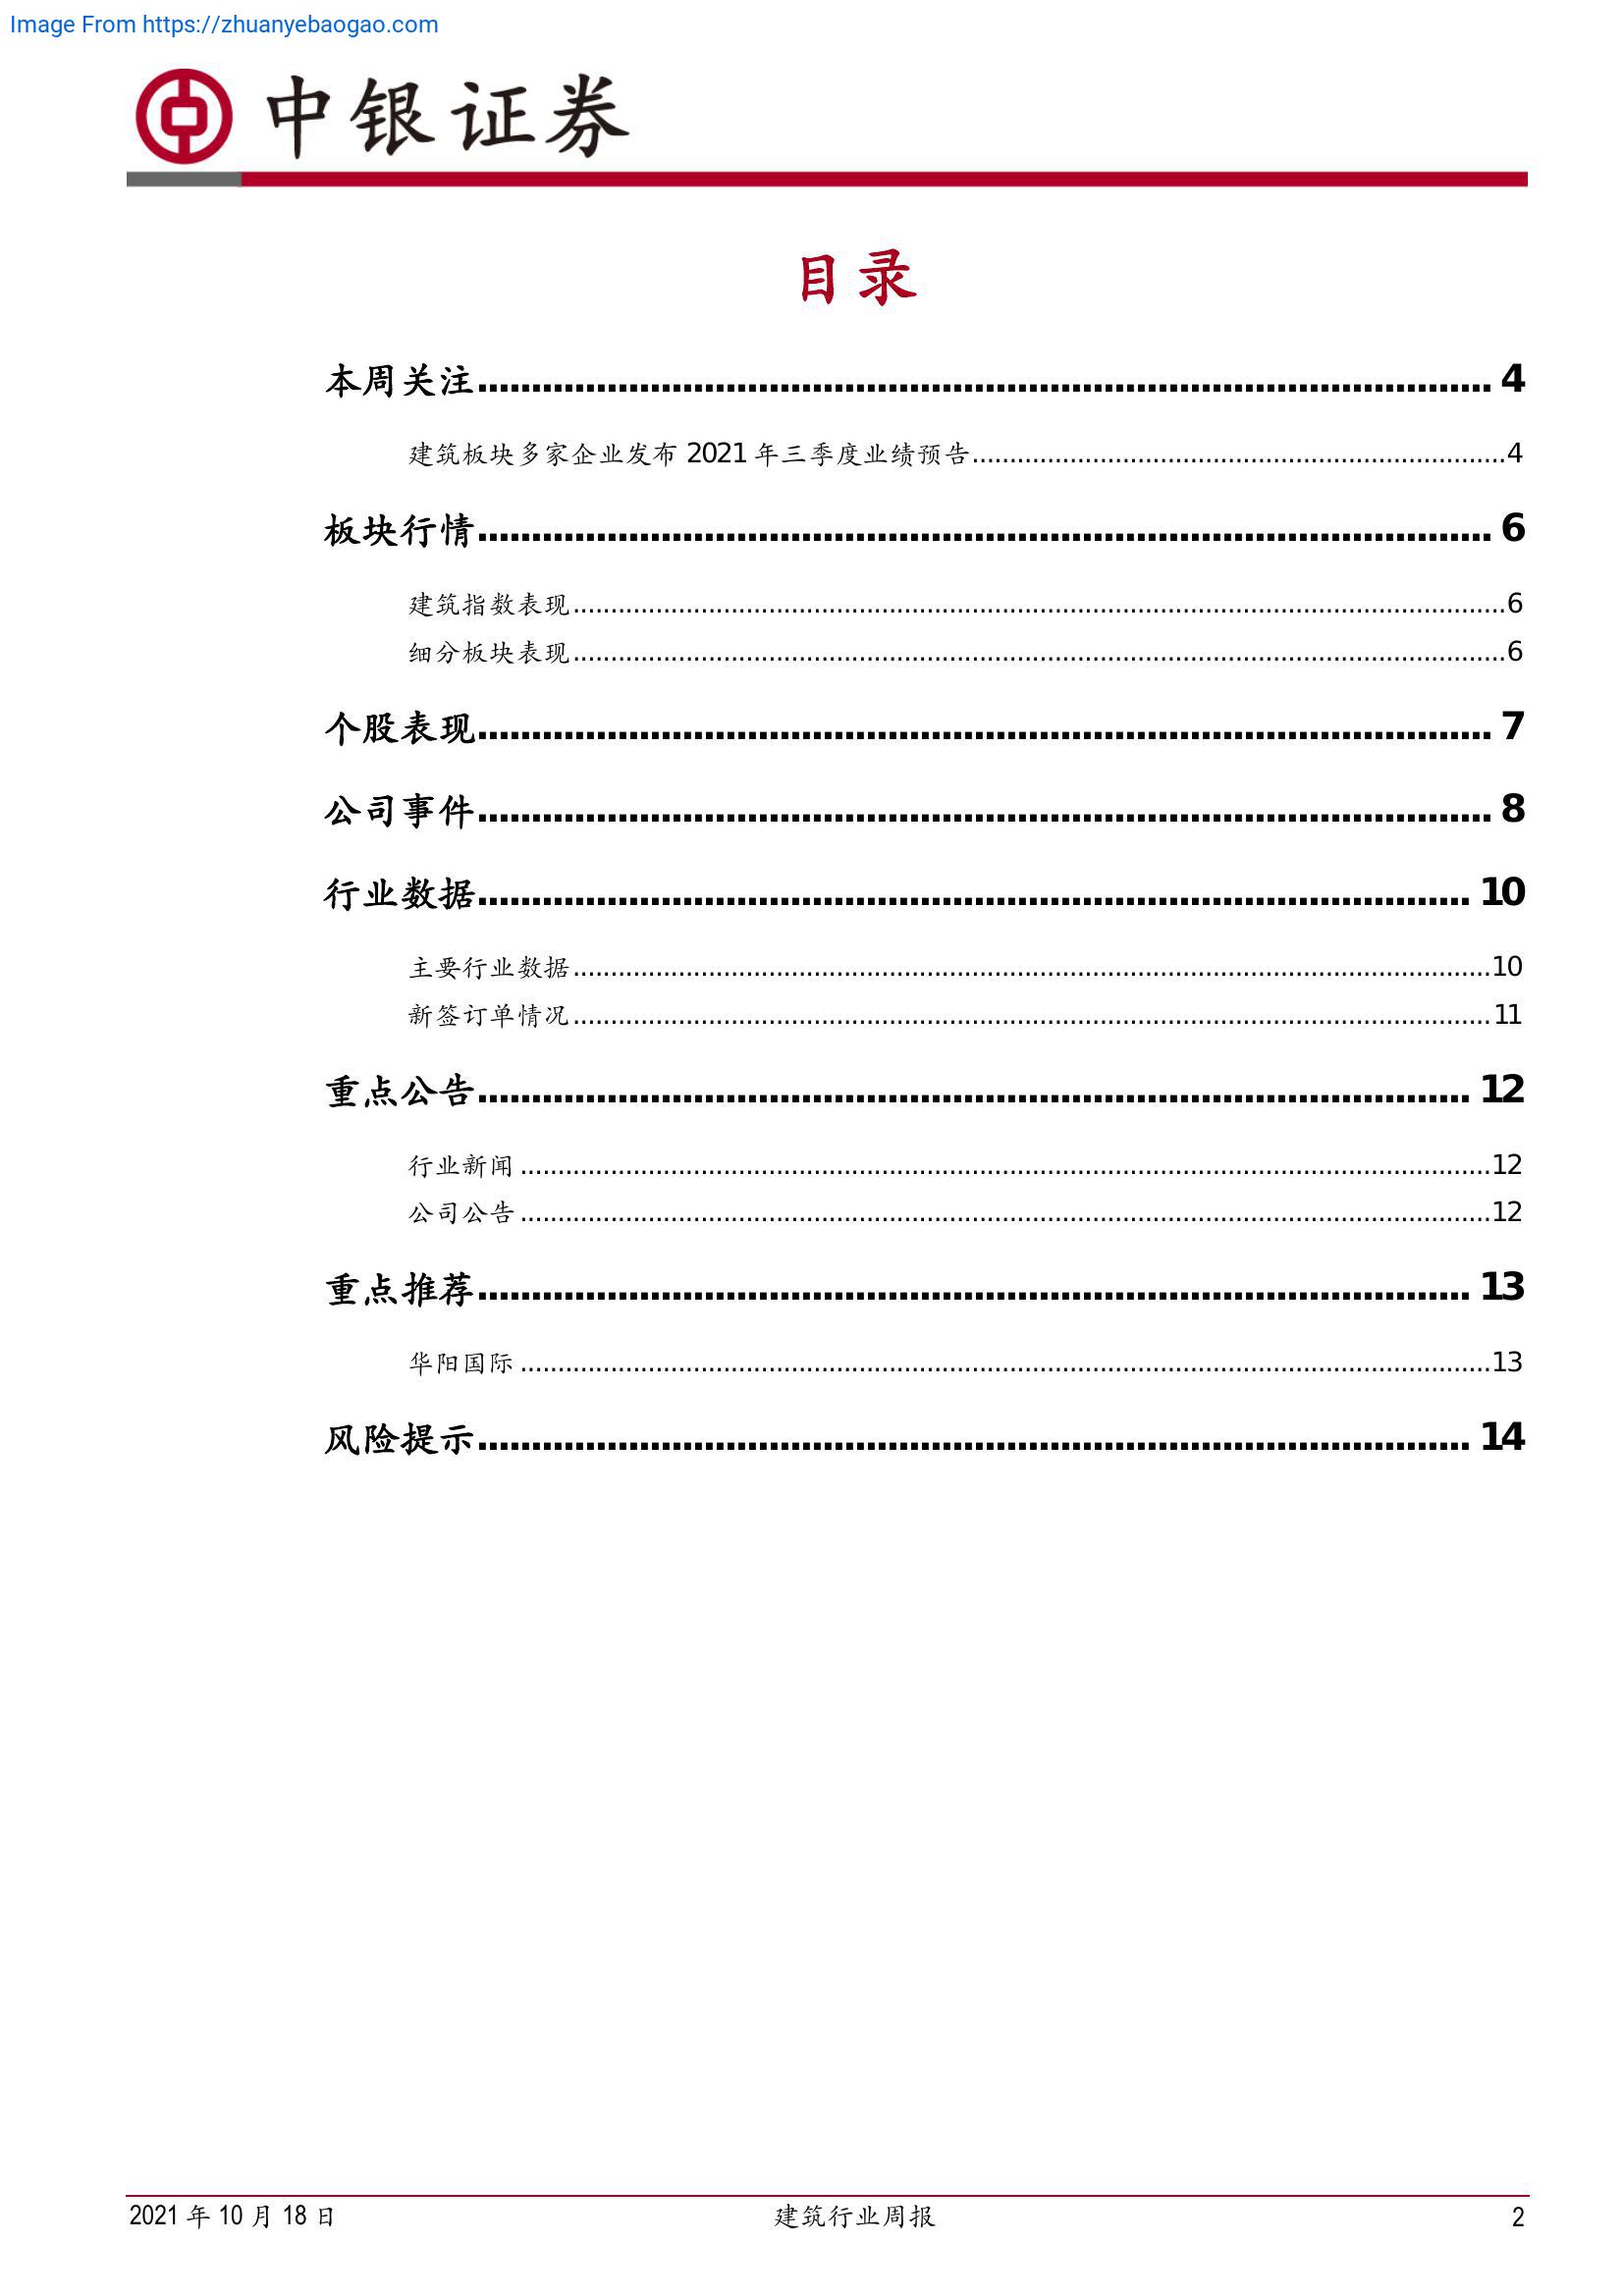 Image From https://zhuanyebaogao.com
中银证券
目录
本周关注........................................ 4
建筑板块多家企业发布 2021 年三季度业绩预告........................................4
板块行情........................................ 6
建筑指数表现........................................6
细分板块表现........................................6
个股表现........................................ 7
公司事件........................................ 8
行业数据........................................ 10
主要行业数据........................................10
新签订单情况........................................11
重点公告........................................ 12
行业新闻........................................12
公司公告........................................12
重点推荐........................................ 13
华阳国际........................................13
风险提示........................................ 14
2021 年 10 月 18 日 建筑行业周报 2